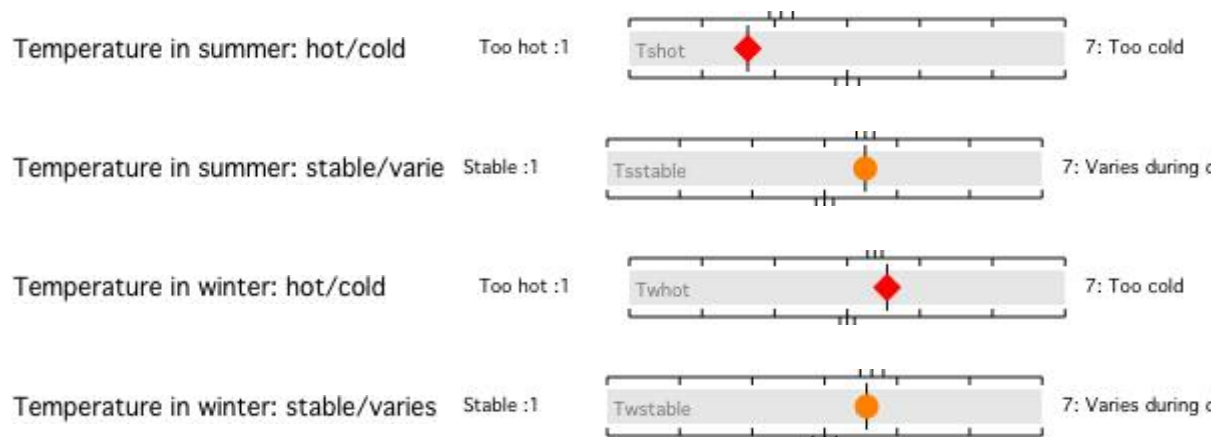 Temperature in summer: hot/cold Too hot :1 Tshot 7: Too cold
Temperature in summer: stable/varie Stable :1 Tsstable 7: Varies during
Temperature in winter: hot/cold Too hot :1 Twhot 7: Too cold
Temperature in winter: stable/varies Stable :1 Twstable 7: Varies during